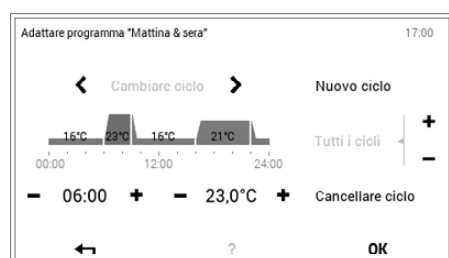 Adattare programma "Mattina & sera" 17:00
Cambiare ciclo Nuovo ciclo
16°C 23°C 16°C 21°C
Tutti i cicli
00:00 12:00 24:00
06:00 23,0°C Cancellare ciclo
? OK